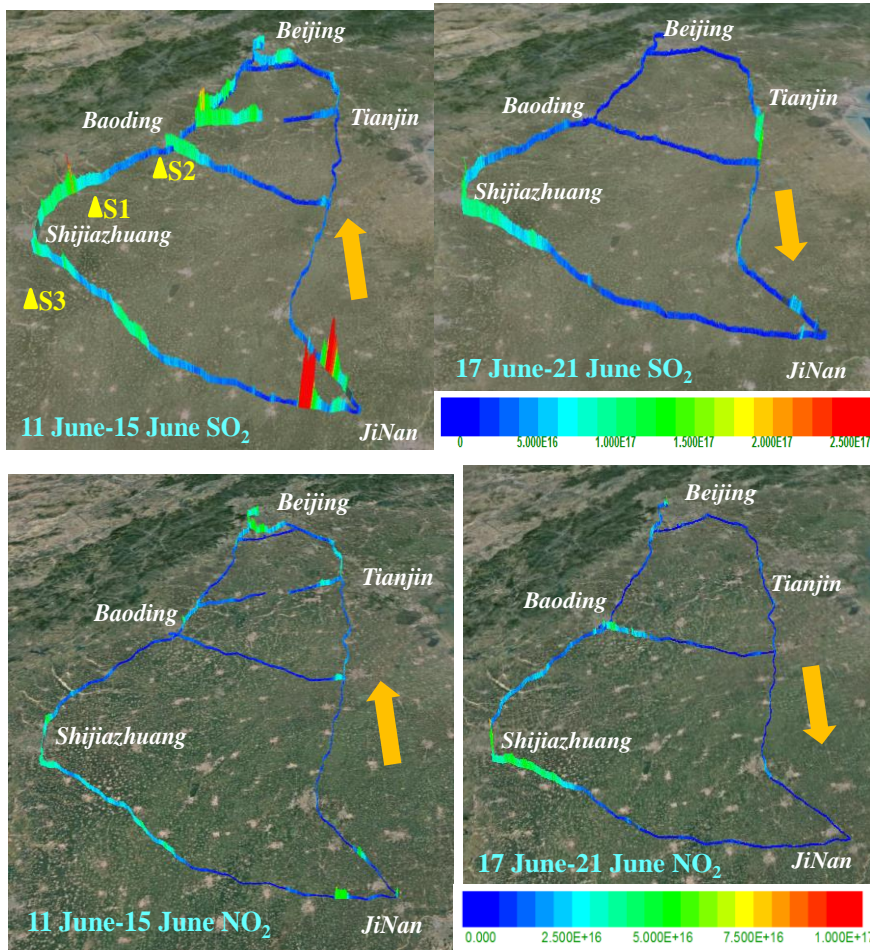 Beijing
Baoding
Tianjin
S2
S1
Shijiazhuang
S3
11 June-15 June SO₂
JiNan
Beijing
Baoding
Tianjin
Shijiazhuang
17 June-21 June SO₂
JiNan
0 5.000E16 1.000E17 1.500E17 2.000E17 2.500E17
Beijing
Tianjin
Baoding
Shijiazhuang
11 June-15 June NO₂
JiNan
Beijing
Tianjin
Baoding
Shijiazhuang
17 June-21 June NO₂
JiNan
0.000 2.500E+16 5.000E+16 7.500E+16 1.000E+17